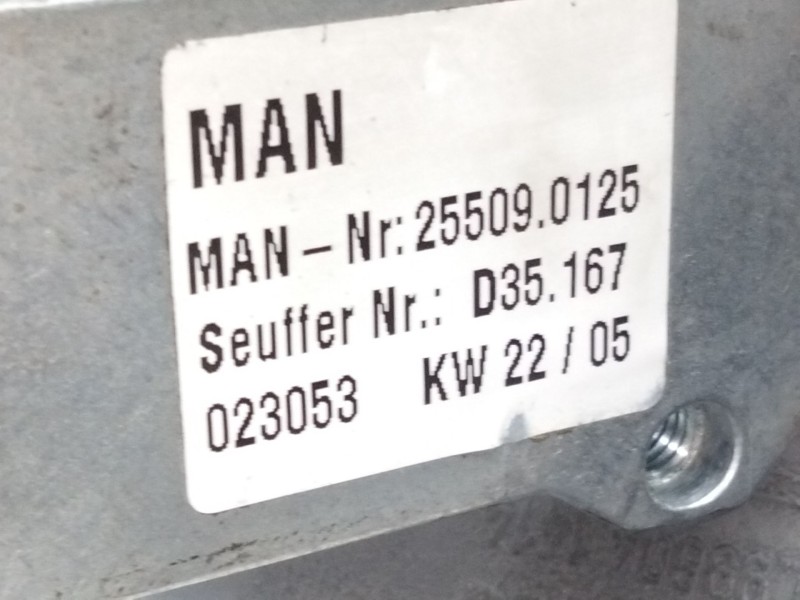 MAN
MAN – Nr: 25509.0125
Seuffer Nr.: D35.167
023053 KW 22 / 05